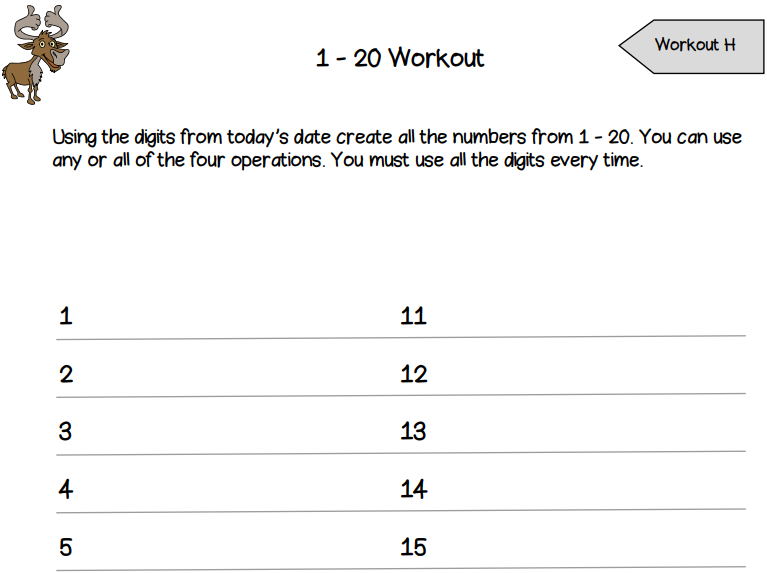 Workout H
1 - 20 Workout
Using the digits from today's date create all the numbers from 1 - 20. You can use
any or all of the four operations. You must use all the digits every time.
1 11
2 12
3 13
4 14
5 15